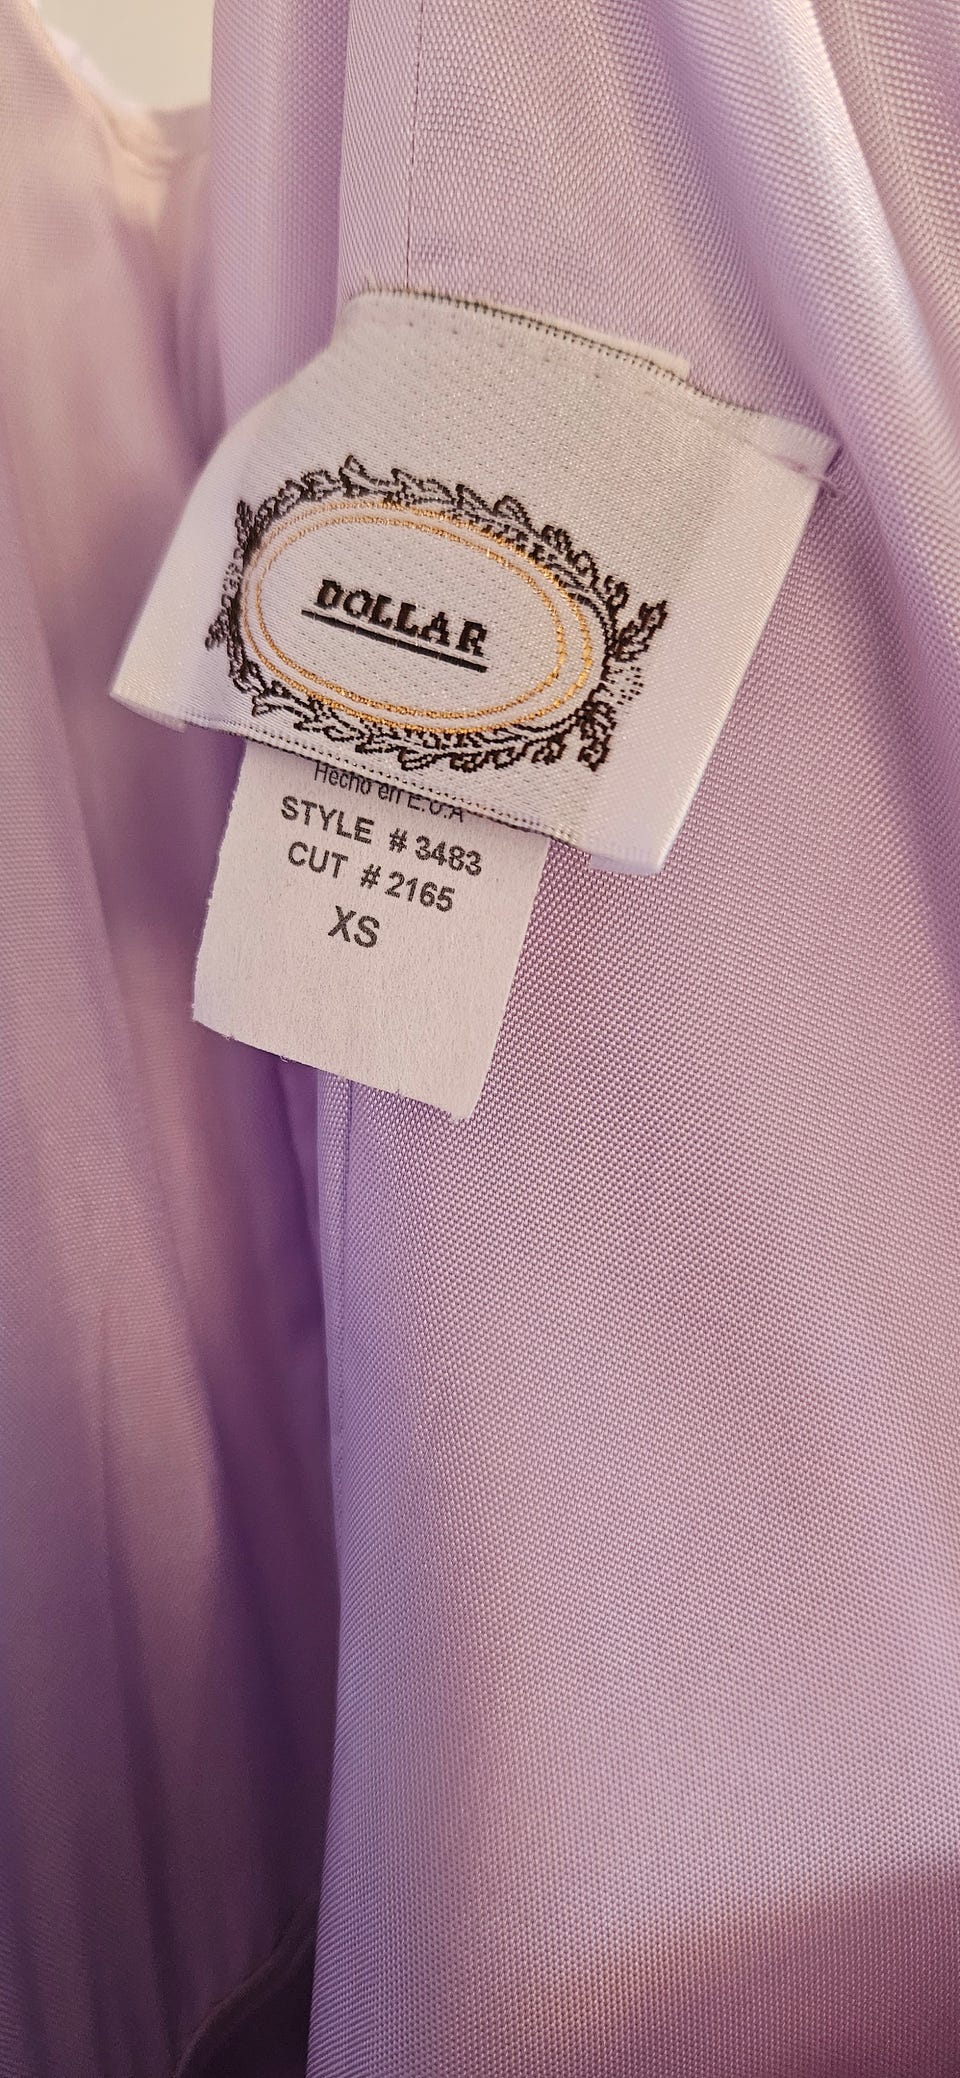 DOLLAR
Hecho en E.U.A
STYLE # 3483
CUT # 2165
XS